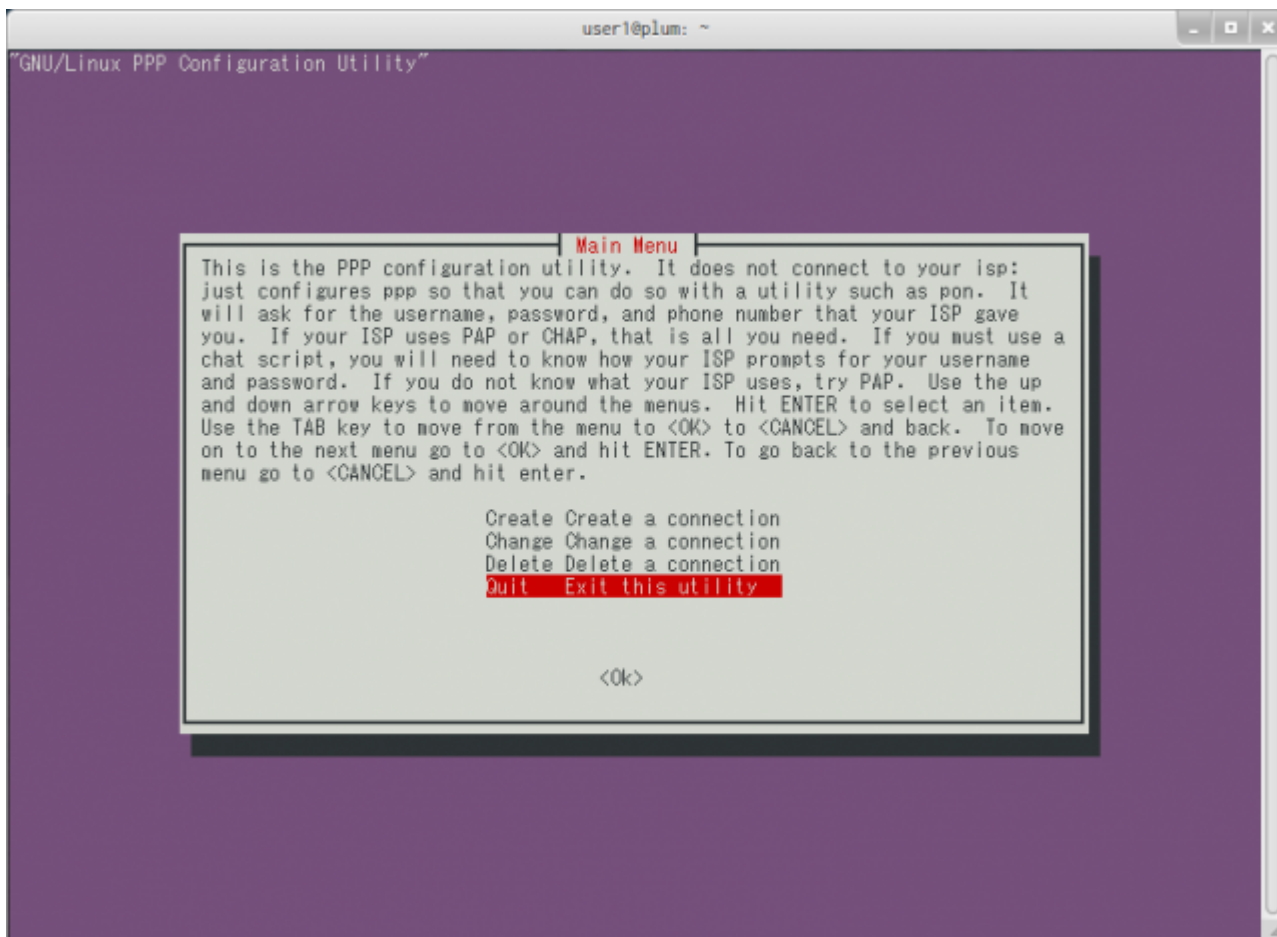 user1@plum: ~
"GNU/Linux PPP Configuration Utility"
Main Menu
This is the PPP configuration utility.  It does not connect to your isp:
just configures ppp so that you can do so with a utility such as pon.  It
will ask for the username, password, and phone number that your ISP gave
you.  If your ISP uses PAP or CHAP, that is all you need.  If you must use a
chat script, you will need to know how your ISP prompts for your username
and password.  If you do not know what your ISP uses, try PAP.  Use the up
and down arrow keys to move around the menus.  Hit ENTER to select an item.
Use the TAB key to move from the menu to <OK> to <CANCEL> and back.  To move
on to the next menu go to <OK> and hit ENTER. To go back to the previous
menu go to <CANCEL> and hit enter.
Create Create a connection
Change Change a connection
Delete Delete a connection
Quit   Exit this utility
<Ok>